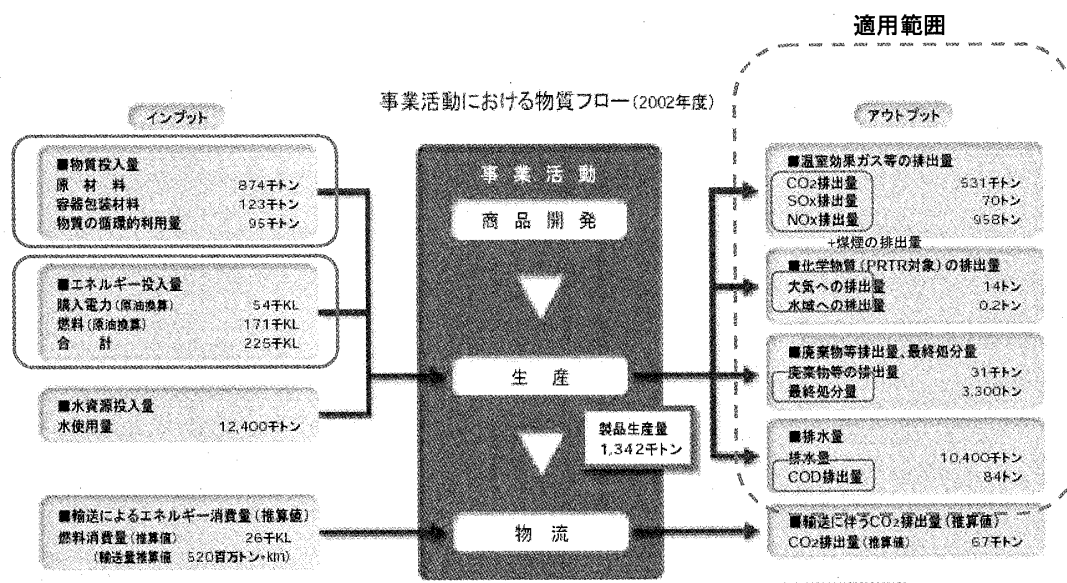 適用範囲
事業活動における物質フロー(2002年度)
インプット
■物質投入量
原材料 874千トン
容器包装材料 123千トン
物質の循環的利用量 95千トン
■エネルギー投入量
購入電力(原油換算) 54千KL
燃料(原油換算) 171千KL
合計 225千KL
■水資源投入量
水使用量 12,400千トン
■輸送によるエネルギー消費量(推算値)
燃料消費量(推算値) 26千KL
(輸送量推算値 520百万トン・km)
事業活動
商品開発
生産
製品生産量
1,342千トン
物流
アウトプット
■温室効果ガス等の排出量
CO2排出量 531千トン
SOx排出量 70トン
NOx排出量 958トン
+煤煙の排出量
■化学物質(PRTR対象)の排出量
大気への排出量 14トン
水域への排出量 0.2トン
■廃棄物等排出量、最終処分量
廃棄物等の排出量 31千トン
最終処分量 3,300トン
■排水量
排水量 10,400千トン
COD排出量 84トン
■輸送に伴うCO2排出量(推算値)
CO2排出量(推算値) 67千トン